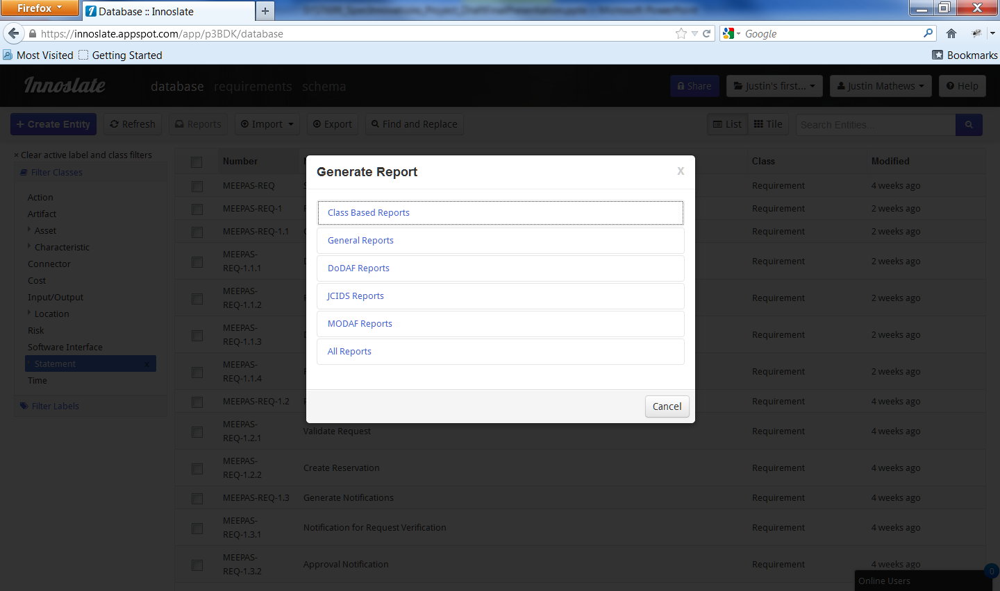 Firefox
Database :: Innoslate
https://innoslate.appspot.com/app/p3BDK/database
Google
Most Visited
Getting Started
Bookmarks
Innoslate
database
requirements
schema
Share
Justin's first...
Justin Mathews
Help
+ Create Entity
Refresh
Reports
Import
Export
Find and Replace
List
Tile
Search Entities...
× Clear active label and class filters
Filter Classes
Action
Artifact
Asset
Characteristic
Connector
Cost
Input/Output
Location
Risk
Software Interface
Statement x
Time
Filter Labels
Number
Class
Modified
MEEPAS-REQ
Requirement
4 weeks ago
MEEPAS-REQ-1
Requirement
2 weeks ago
MEEPAS-REQ-1.1
Requirement
2 weeks ago
MEEPAS-
REQ-1.1.1
Requirement
2 weeks ago
MEEPAS-
REQ-1.1.2
Requirement
2 weeks ago
MEEPAS-
REQ-1.1.3
Requirement
2 weeks ago
MEEPAS-
REQ-1.1.4
Requirement
2 weeks ago
MEEPAS-REQ-1.2
Requirement
4 weeks ago
MEEPAS-
REQ-1.2.1
Validate Request
Requirement
4 weeks ago
MEEPAS-
REQ-1.2.2
Create Reservation
Requirement
4 weeks ago
MEEPAS-REQ-1.3
Generate Notifications
Requirement
4 weeks ago
MEEPAS-
REQ-1.3.1
Notification for Request Verification
Requirement
4 weeks ago
MEEPAS-
REQ-1.3.2
Approval Notification
Requirement
4 weeks ago
Generate Report
x
Class Based Reports
General Reports
DoDAF Reports
JCIDS Reports
MODAF Reports
All Reports
Cancel
Online Users
0